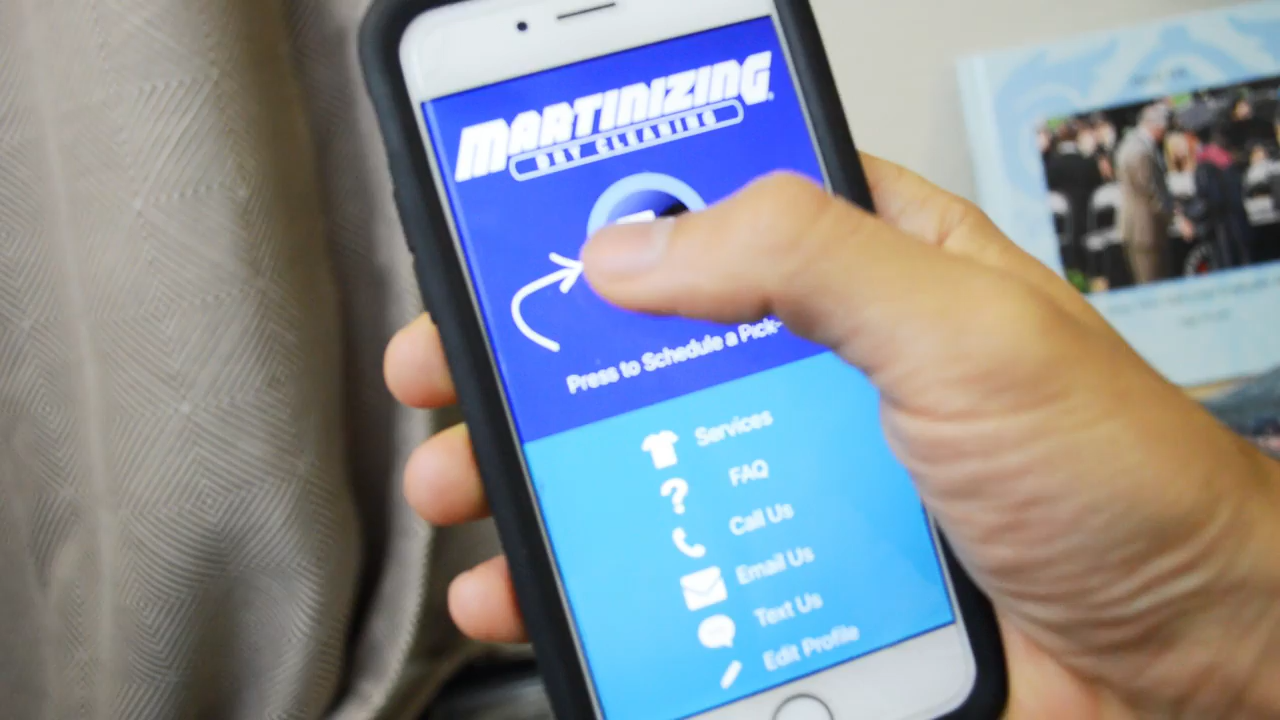 MARTINIZING
DRY CLEANING
Press to Schedule a Pick-
Services
FAQ
Call Us
Email Us
Text Us
Edit Profile